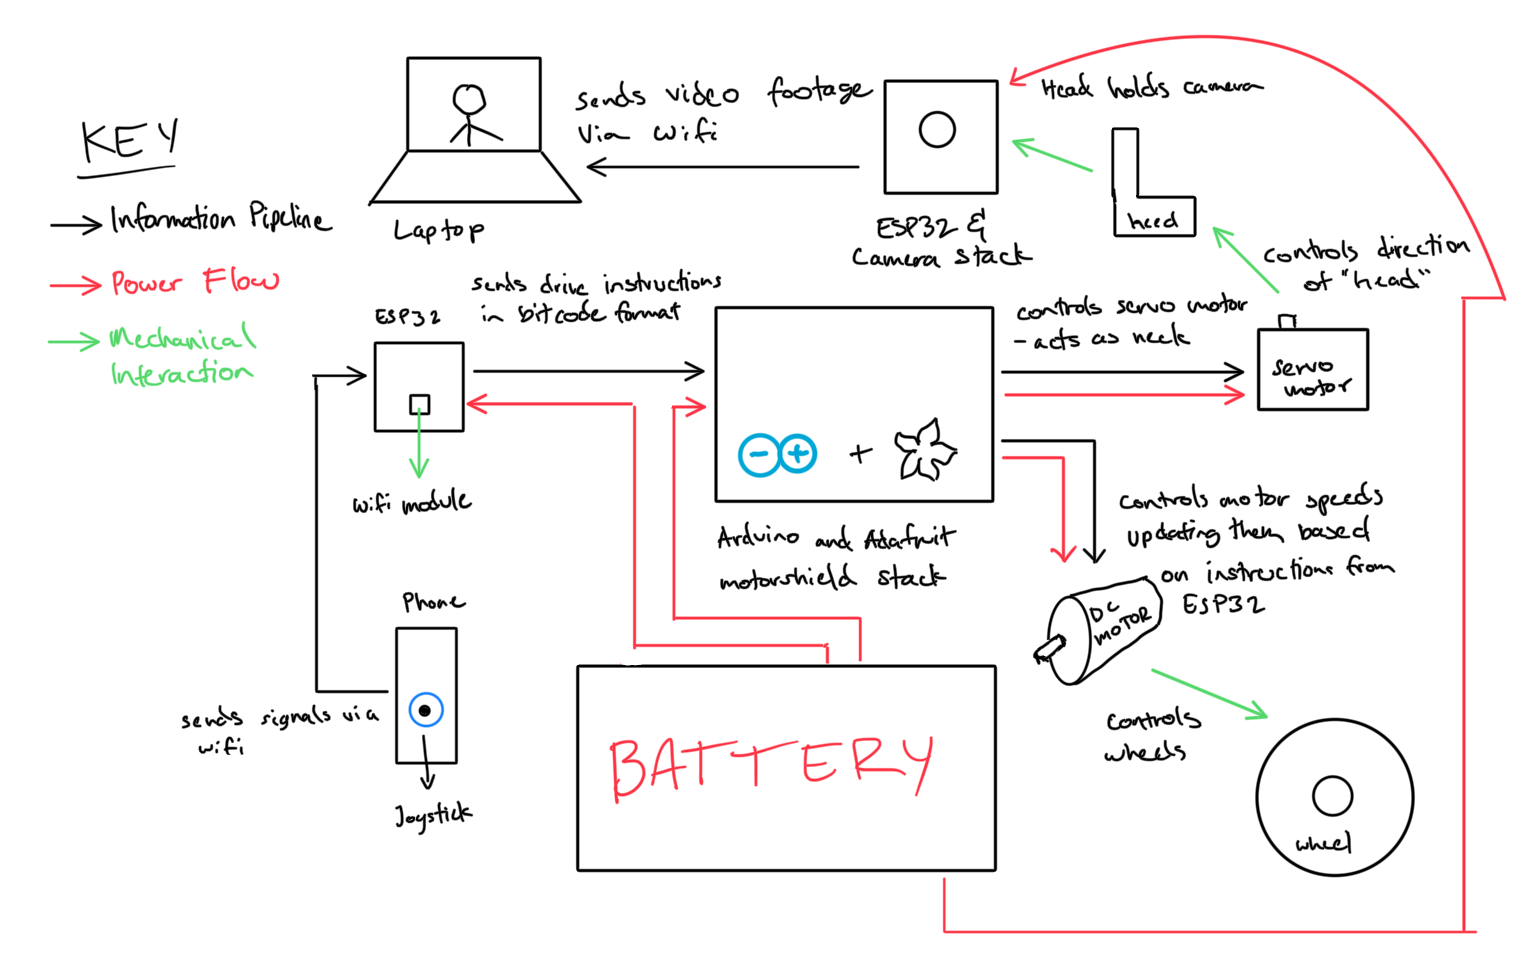 KEY
Information Pipeline
Power Flow
Mechanical
Interaction
Laptop
sends video footage
via wifi
ESP32 &
Camera stack
Head holds camera
head
controls direction
of "head"
ESP32
sends drive instructions
in bitcode format
wifi module
controls servo motor
- acts as neck
servo
motor
Arduino and Adafruit
motorshield stack
controls motor speeds
updating them based
on instructions from
ESP32
DC
MOTOR
controls
wheels
wheel
Phone
sends signals via
wifi
Joystick
BATTERY